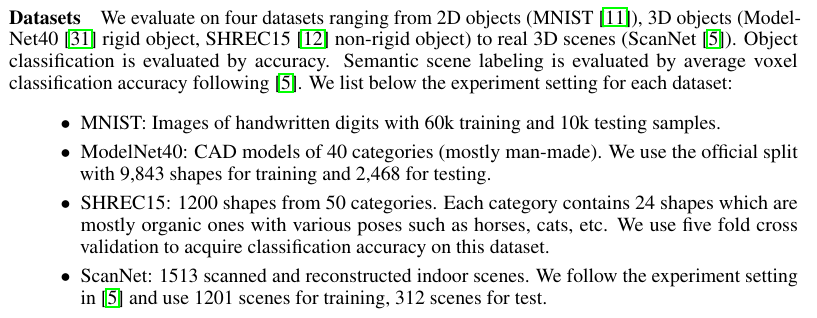 Datasets We evaluate on four datasets ranging from 2D objects (MNIST [11]), 3D objects (Model-
Net40 [31] rigid object, SHREC15 [12] non-rigid object) to real 3D scenes (ScanNet [5]). Object
classification is evaluated by accuracy. Semantic scene labeling is evaluated by average voxel
classification accuracy following [5]. We list below the experiment setting for each dataset:
• MNIST: Images of handwritten digits with 60k training and 10k testing samples.
• ModelNet40: CAD models of 40 categories (mostly man-made). We use the official split
with 9,843 shapes for training and 2,468 for testing.
• SHREC15: 1200 shapes from 50 categories. Each category contains 24 shapes which are
mostly organic ones with various poses such as horses, cats, etc. We use five fold cross
validation to acquire classification accuracy on this dataset.
• ScanNet: 1513 scanned and reconstructed indoor scenes. We follow the experiment setting
in [5] and use 1201 scenes for training, 312 scenes for test.